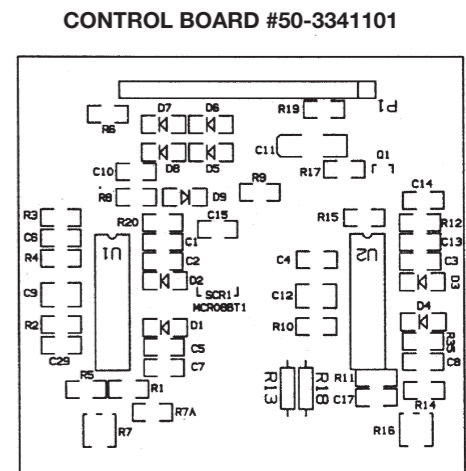 CONTROL BOARD #50-3341101
D7 D6
R19 P1
R6
C11 Q1
D8 D5
C10 R17
R9
R8 D9 C14
R3 R20 C15 R15 R12
C6 U1 C1 U2 C13
R4 C2 C4 C3
D2 D3
C9 SCR1 C12
MCR08BT1
D4
R2 D1 R10 R35
C29 C5 C8
C7
R5 R1 R13 R18 R11
C17 R14
R7A
R7 R16